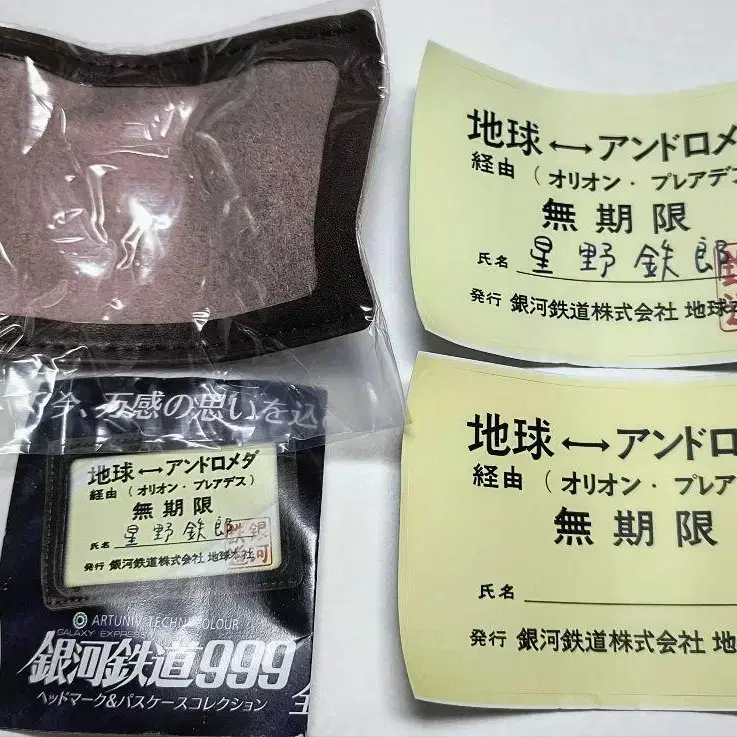 地球↔アンドロメ
経由(オリオン・プレアデス
無期限
氏名 星野鉄郎
発行 銀河鉄道株式会社 地球
今、万感の思いを込
地球↔アンドロメダ
経由(オリオン・プレアデス)
無期限
氏名 星野鉄郎
発行 銀河鉄道株式会社 地球本社
ARTUNIV TECHNICOLOUR
GALAXY EXPRESS
銀河鉄道999
ヘッドマーク&パスケースコレクション
全
地球↔アンドロ
経由(オリオン・プレア
無期限
氏名
発行 銀河鉄道株式会社 地